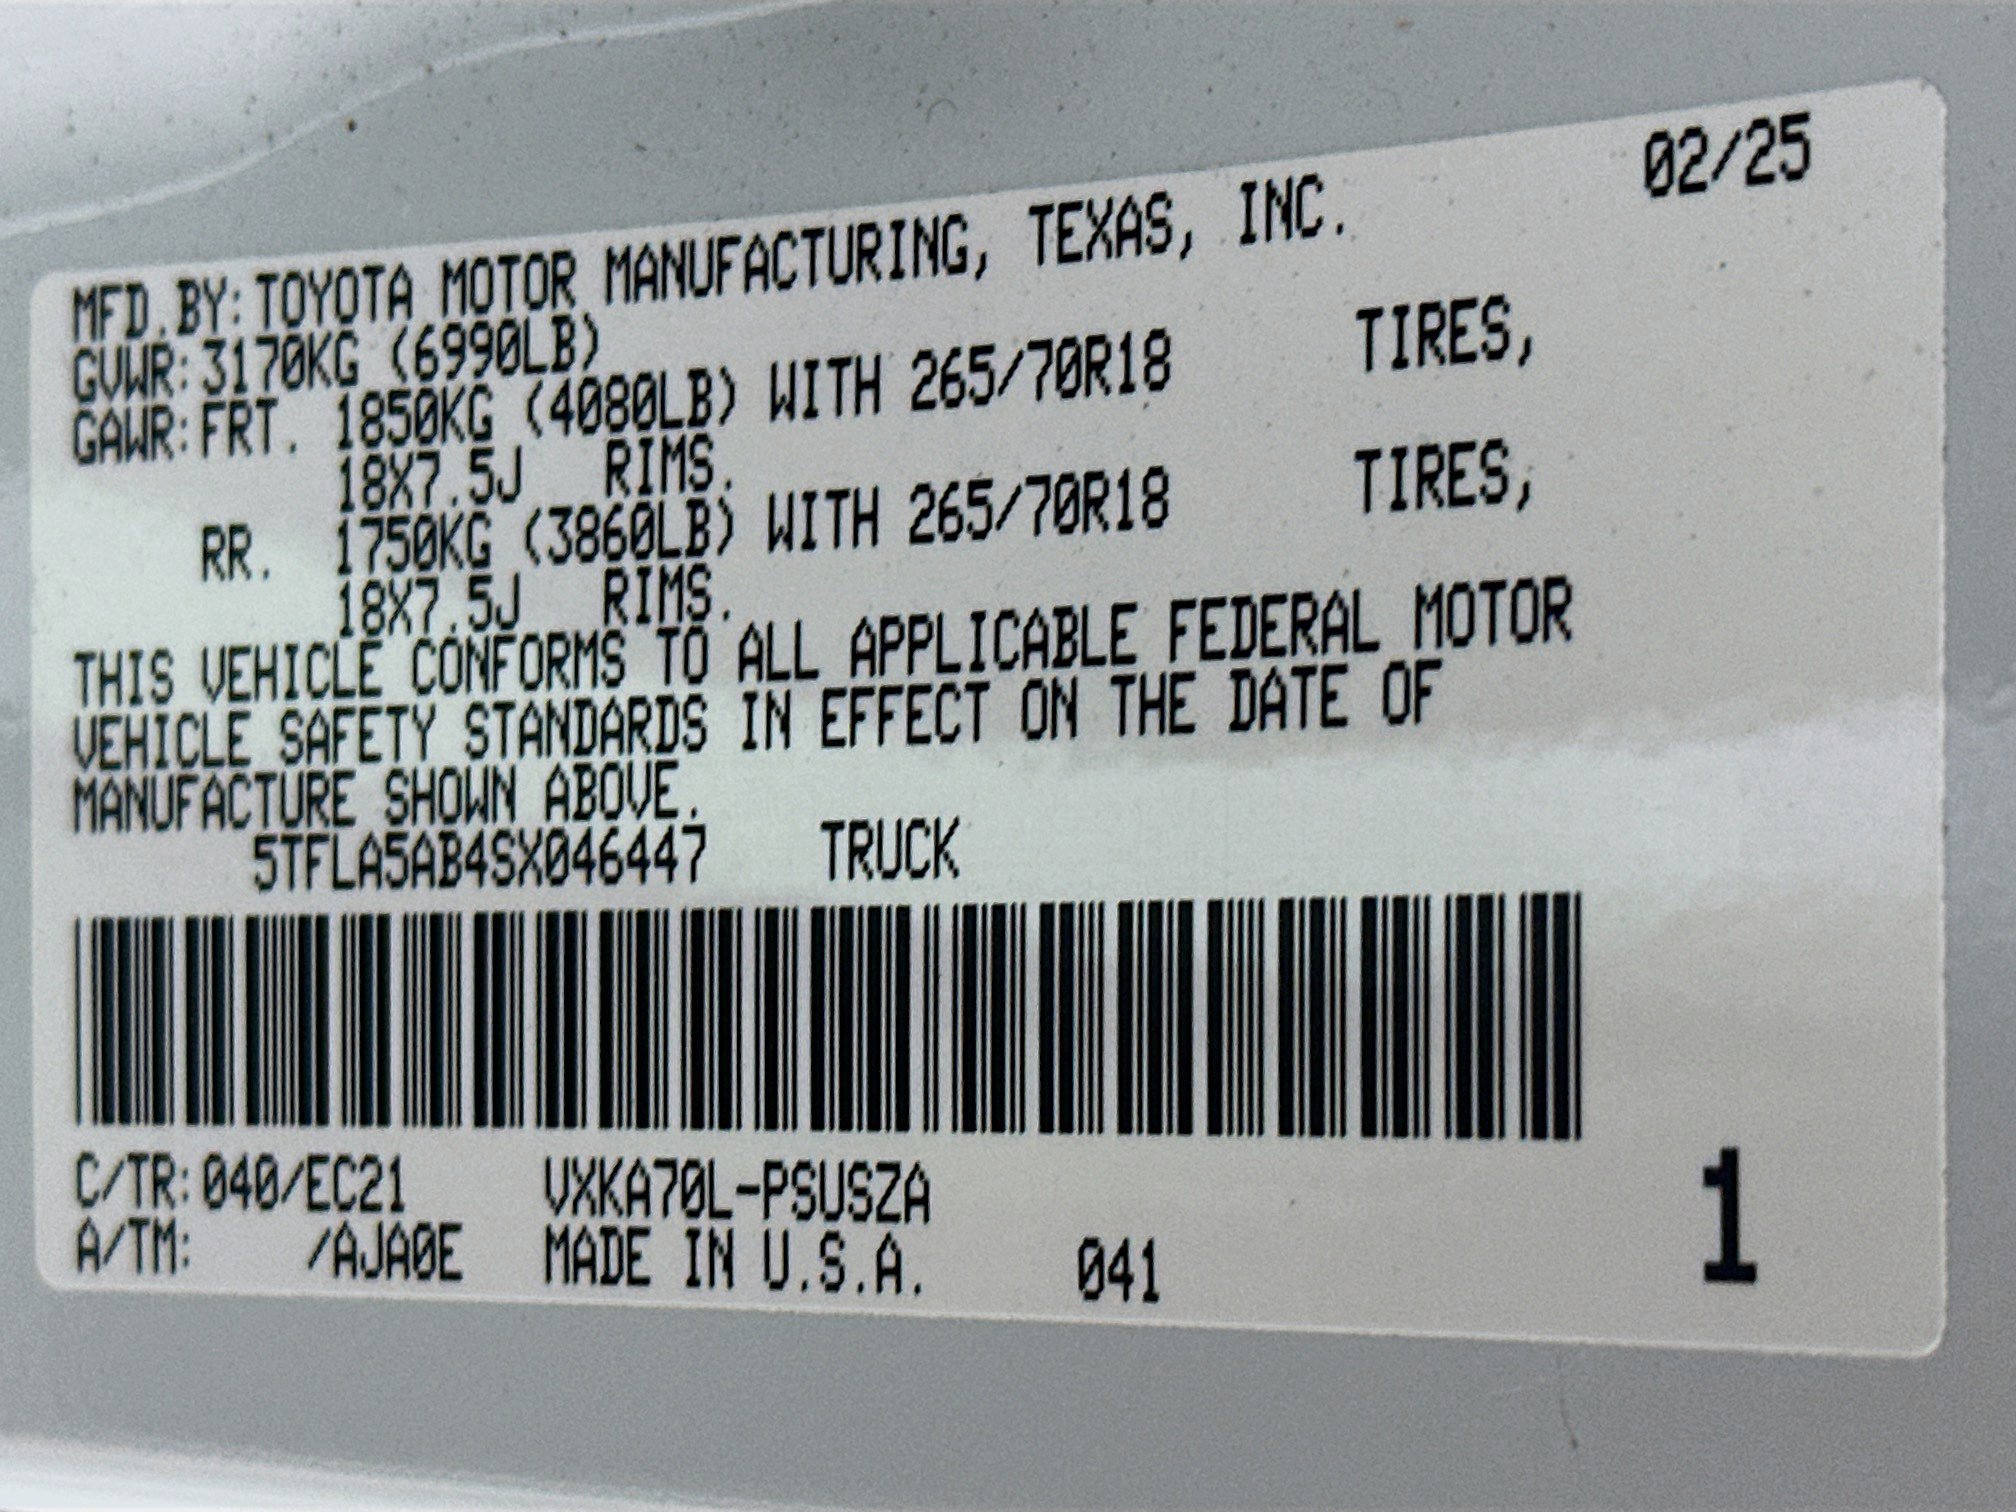 02/25
MFD.BY:TOYOTA MOTOR MANUFACTURING, TEXAS, INC.
GVWR:3170KG (6990LB)
GAWR:FRT. 1850KG (4080LB) WITH 265/70R18 TIRES,
18X7.5J RIMS.
RR. 1750KG (3860LB) WITH 265/70R18 TIRES,
18X7.5J RIMS.
THIS VEHICLE CONFORMS TO ALL APPLICABLE FEDERAL MOTOR
VEHICLE SAFETY STANDARDS IN EFFECT ON THE DATE OF
MANUFACTURE SHOWN ABOVE.
5TFLA5AB4SX046447 TRUCK
C/TR:040/EC21 VXKA70L-PSUSZA
A/TM: /AJA0E MADE IN U.S.A. 041
1